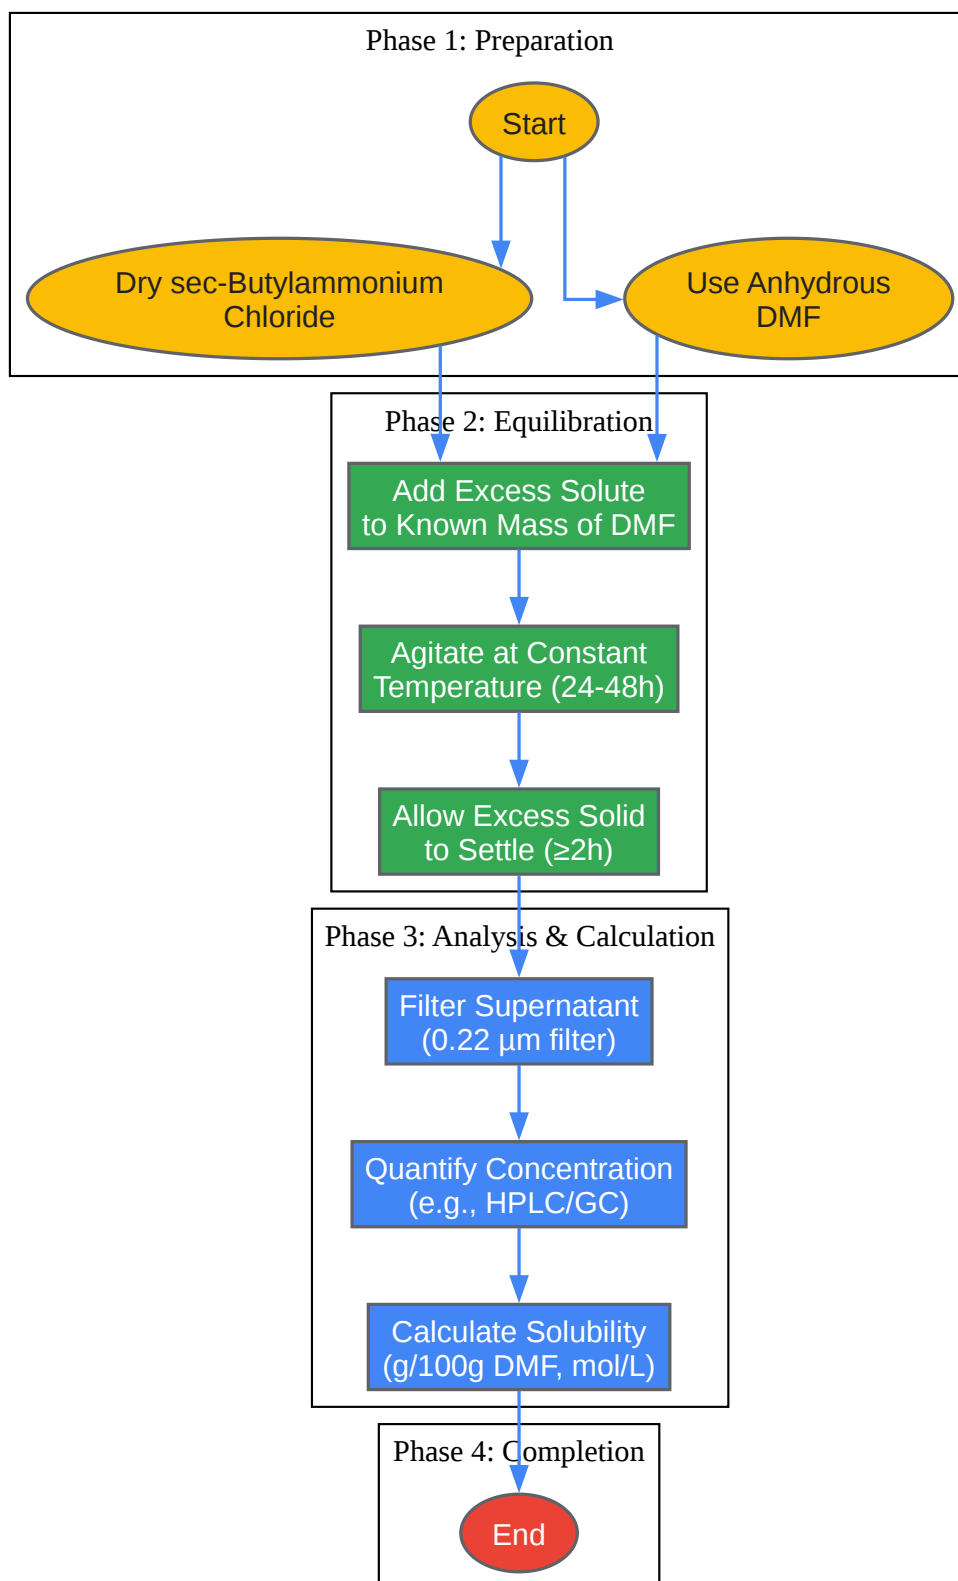 Phase 1: Preparation
Start
Dry sec-Butylammonium
Chloride
Use Anhydrous
DMF
Phase 2: Equilibration
Add Excess Solute
to Known Mass of DMF
Agitate at Constant
Temperature (24-48h)
Allow Excess Solid
to Settle (≥2h)
Phase 3: Analysis & Calculation
Filter Supernatant
(0.22 µm filter)
Quantify Concentration
(e.g., HPLC/GC)
Calculate Solubility
(g/100g DMF, mol/L)
Phase 4: Completion
End